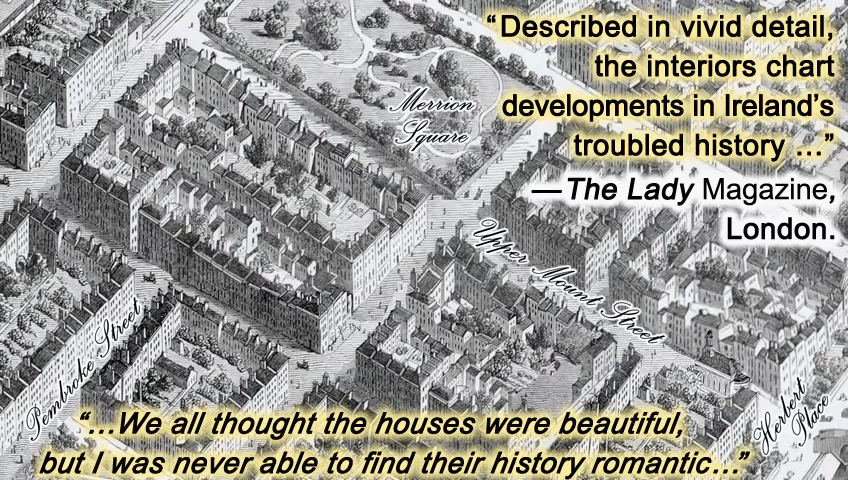 “Described in vivid detail,
the interiors chart
developments in Ireland’s
troubled history ...”
—The Lady Magazine,
London.
Merrion
Square
Upper Mount Street
Pembroke Street
Herbert
Place
“...We all thought the houses were beautiful,
but I was never able to find their history romantic...”